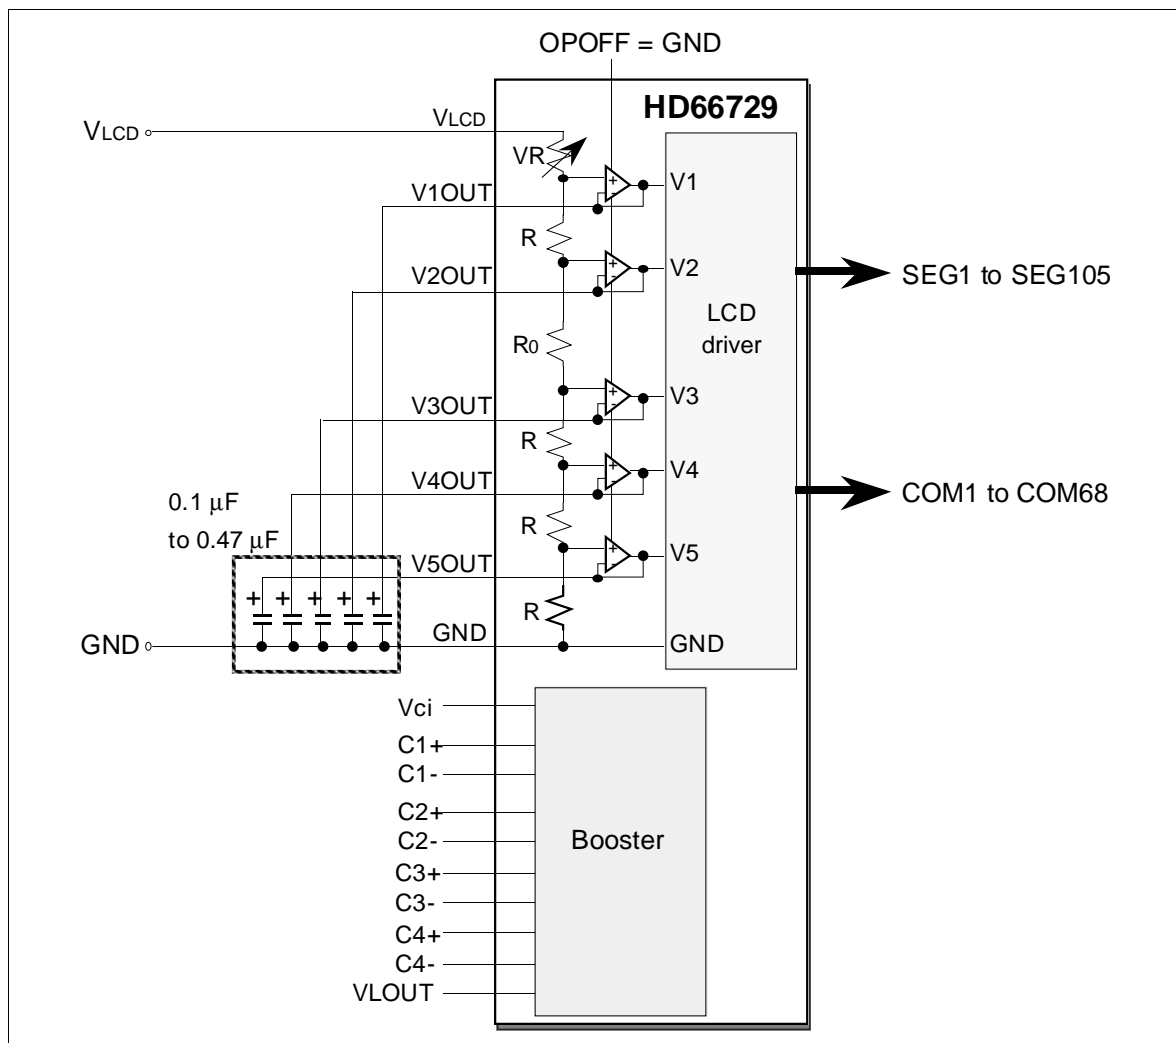 OPOFF = GND
HD66729
VLCD
VLCD
VR
V1
V1OUT
R
V2
V2OUT
SEG1 to SEG105
LCD
driver
R0
V3
V3OUT
R
V4
V4OUT
COM1 to COM68
0.1 µF
to 0.47 µF
R
V5
V5OUT
+ + + + +
R
GND
GND
GND
+
-
+
-
+
-
+
-
+
-
Vci
C1+
C1-
C2+
C2-
Booster
C3+
C3-
C4+
C4-
VLOUT